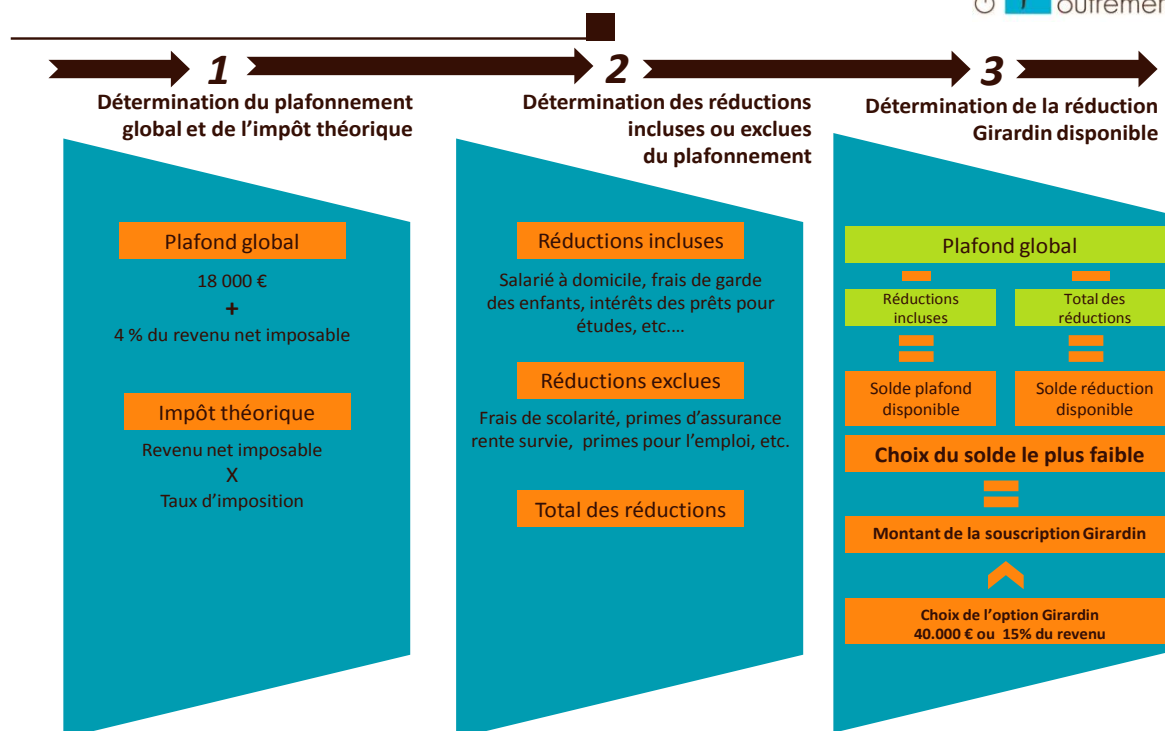 outremer
1
2
3
Détermination du plafonnement
global et de l'impôt théorique
Plafond global
18 000 €
+
4 % du revenu net imposable
Impôt théorique
Revenu net imposable
X
Taux d'imposition
Détermination des réductions
incluses ou exclues
du plafonnement
Réductions incluses
Salarié à domicile, frais de garde
des enfants, intérêts des prêts pour
études, etc....
Réductions exclues
Frais de scolarité, primes d'assurance
rente survie, primes pour l'emploi, etc.
Total des réductions
Détermination de la réduction
Girardin disponible
Plafond global
Réductions
incluses
Total des
réductions
Solde plafond
disponible
Solde réduction
disponible
Choix du solde le plus faible
Montant de la souscription Girardin
Choix de l'option Girardin
40.000 € ou 15% du revenu